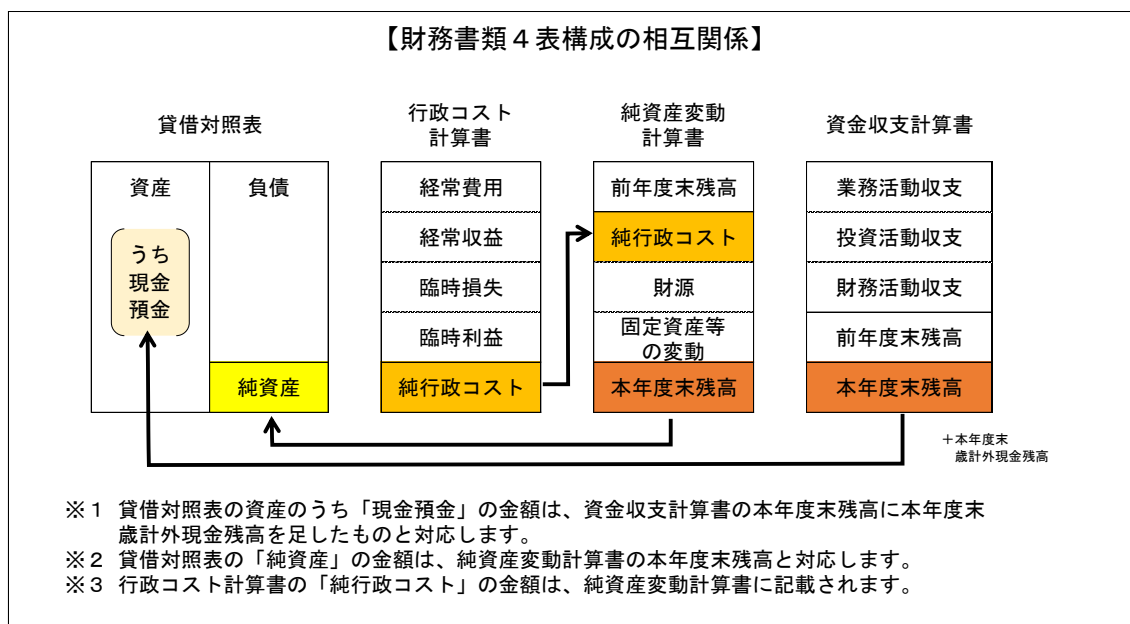 【財務書類４表構成の相互関係】
貸借対照表
資産
負債
うち
現金
預金
純資産
行政コスト
計算書
経常費用
経常収益
臨時損失
臨時利益
純行政コスト
純資産変動
計算書
前年度末残高
純行政コスト
財源
固定資産等
の変動
本年度末残高
資金収支計算書
業務活動収支
投資活動収支
財務活動収支
前年度末残高
本年度末残高
＋本年度末
歳計外現金残高
※１ 貸借対照表の資産のうち「現金預金」の金額は、資金収支計算書の本年度末残高に本年度末
歳計外現金残高を足したものと対応します。
※２ 貸借対照表の「純資産」の金額は、純資産変動計算書の本年度末残高と対応します。
※３ 行政コスト計算書の「純行政コスト」の金額は、純資産変動計算書に記載されます。